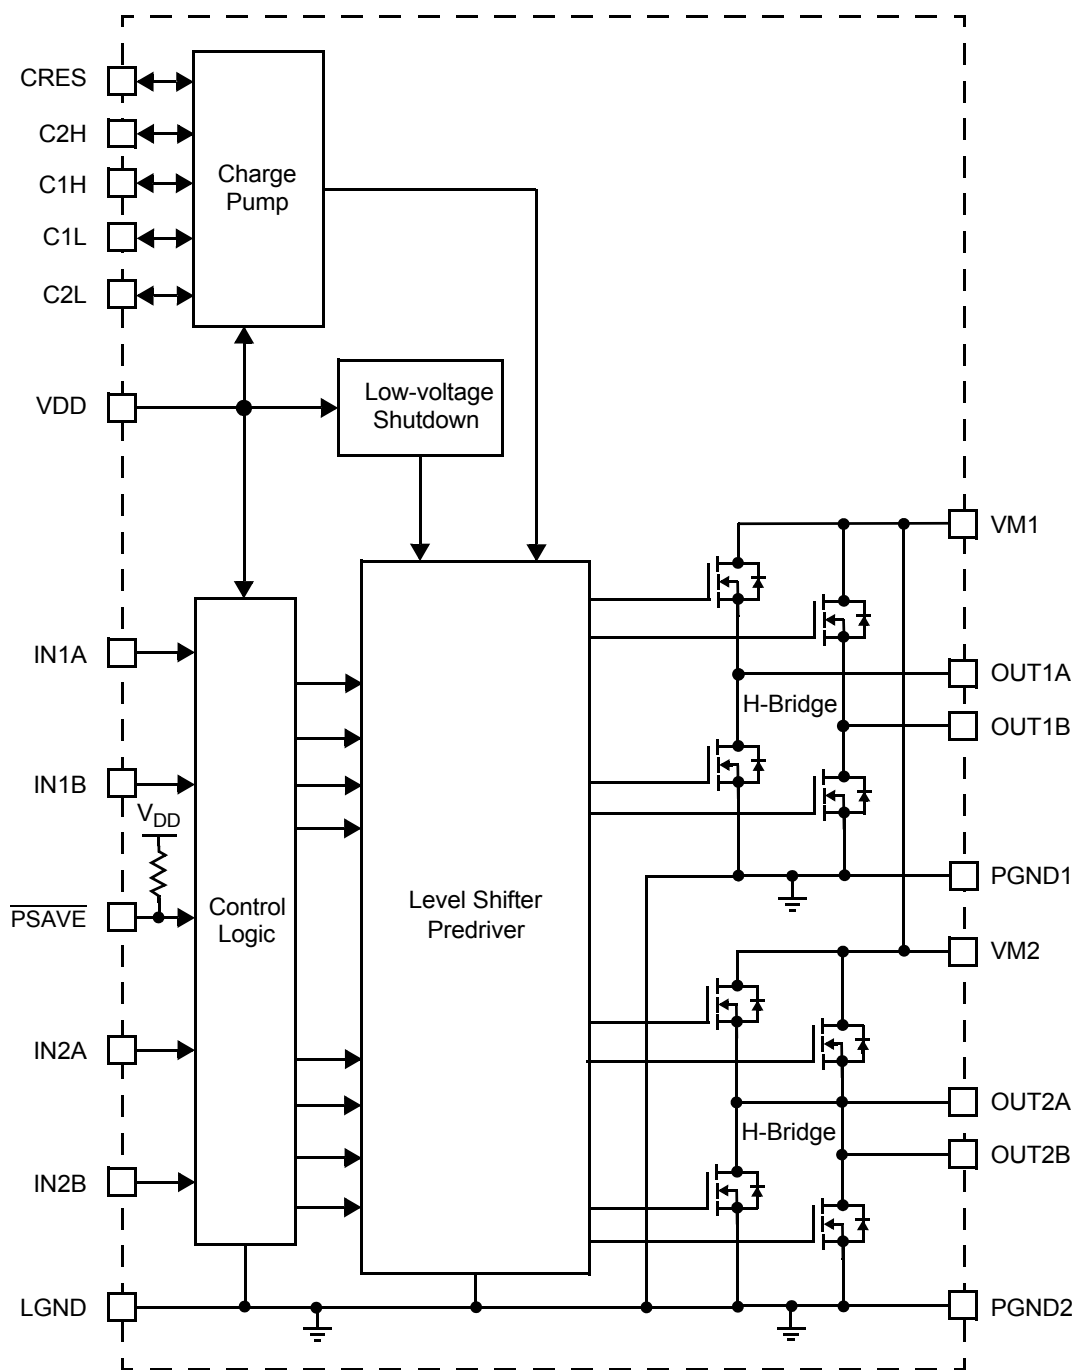 CRES
C2H
C1H
C1L
C2L
Charge
Pump
VDD
Low-voltage
Shutdown
VM1
IN1A
OUT1A
H-Bridge
OUT1B
IN1B
VDD
PSAVE
Control
Logic
Level Shifter
Predriver
PGND1
VM2
IN2A
OUT2A
H-Bridge
OUT2B
IN2B
LGND
PGND2